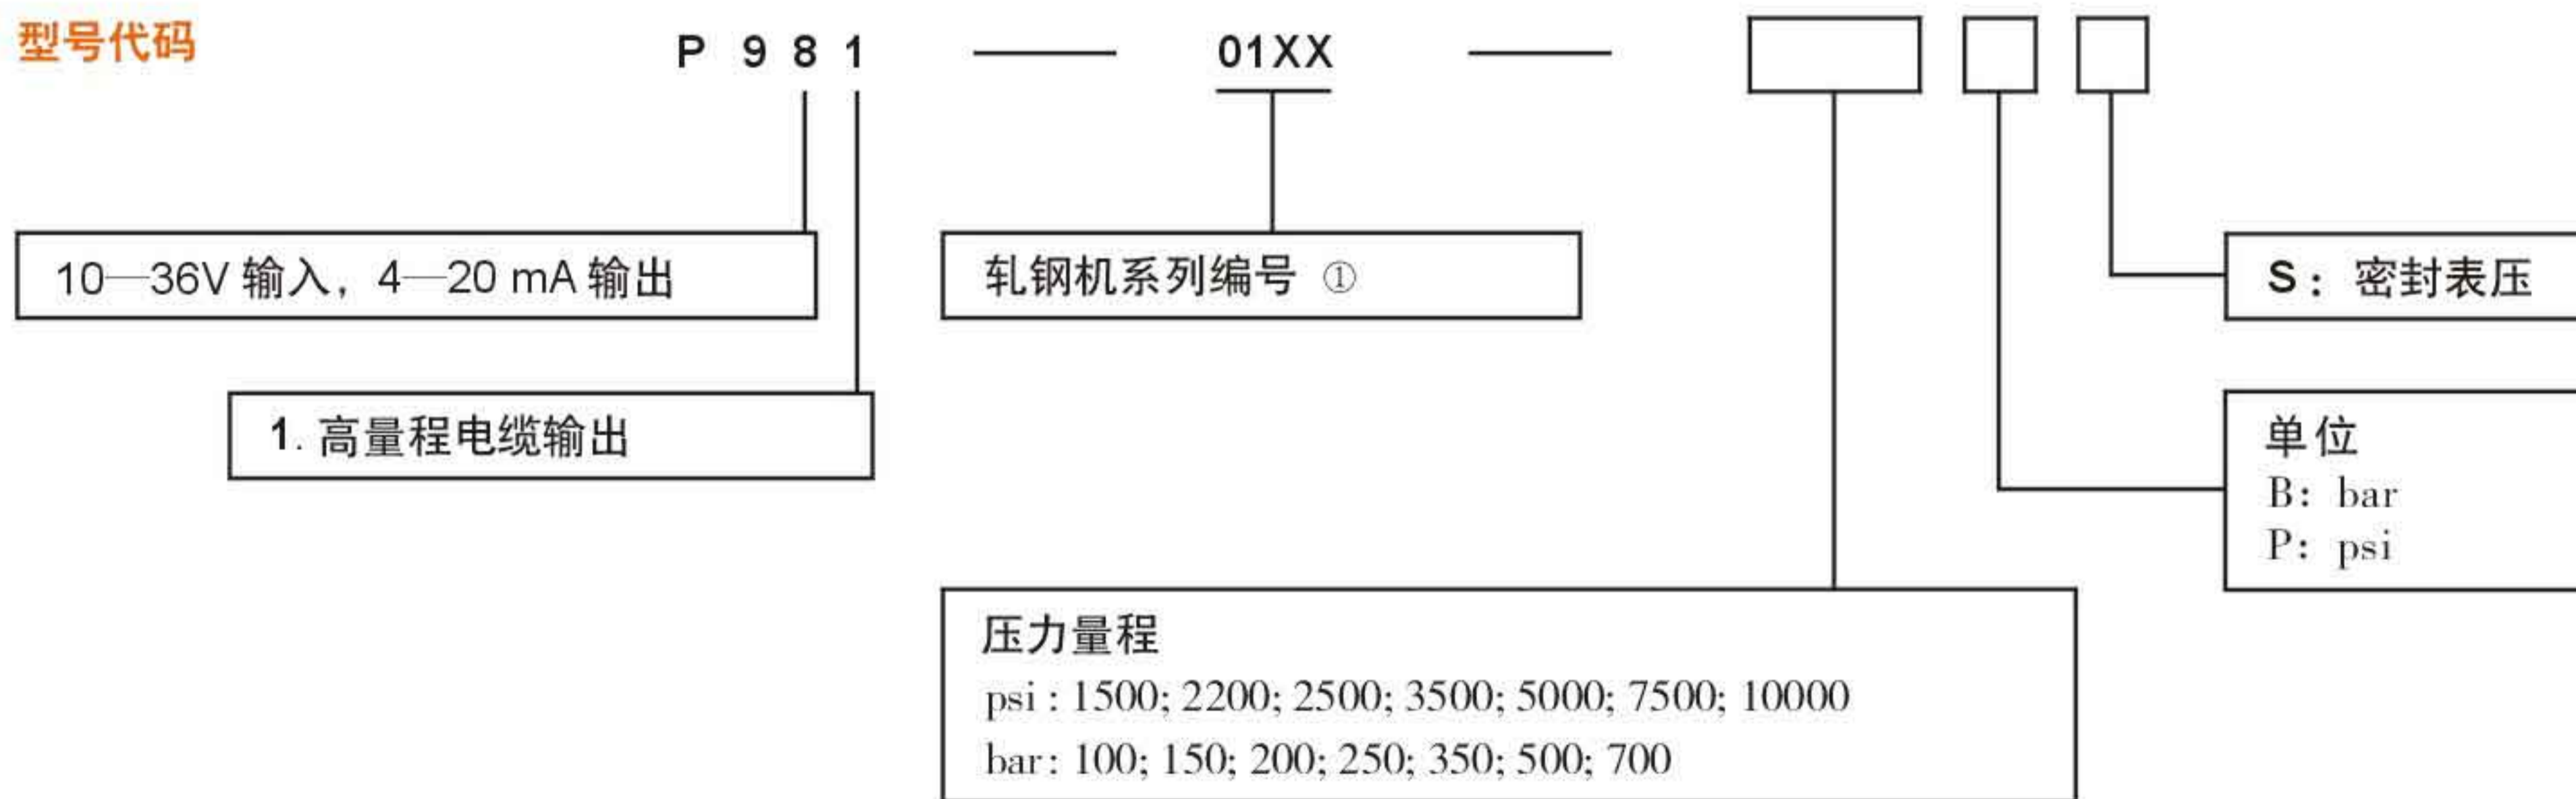 型号代码
P 9 8 1 —— 01XX ——
10—36V 输入，4—20 mA 输出
轧钢机系列编号 ①
S：密封表压
1. 高量程电缆输出
单位
B: bar
P: psi
压力量程
psi : 1500; 2200; 2500; 3500; 5000; 7500; 10000
bar: 100; 150; 200; 250; 350; 500; 700